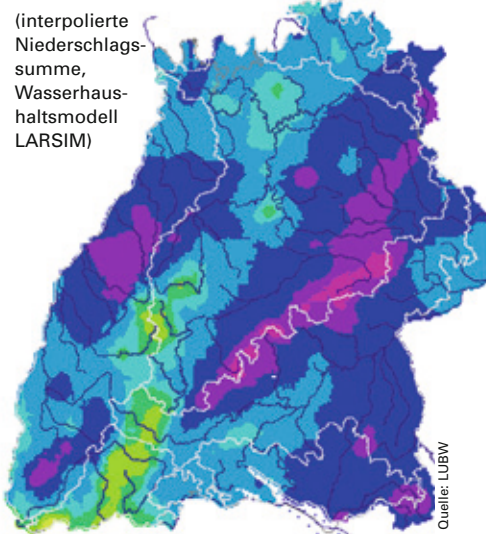 (interpolierte
Niederschlags-
summe,
Wasserhaus-
haltsmodell
LARSIM)
Quelle: LUBW